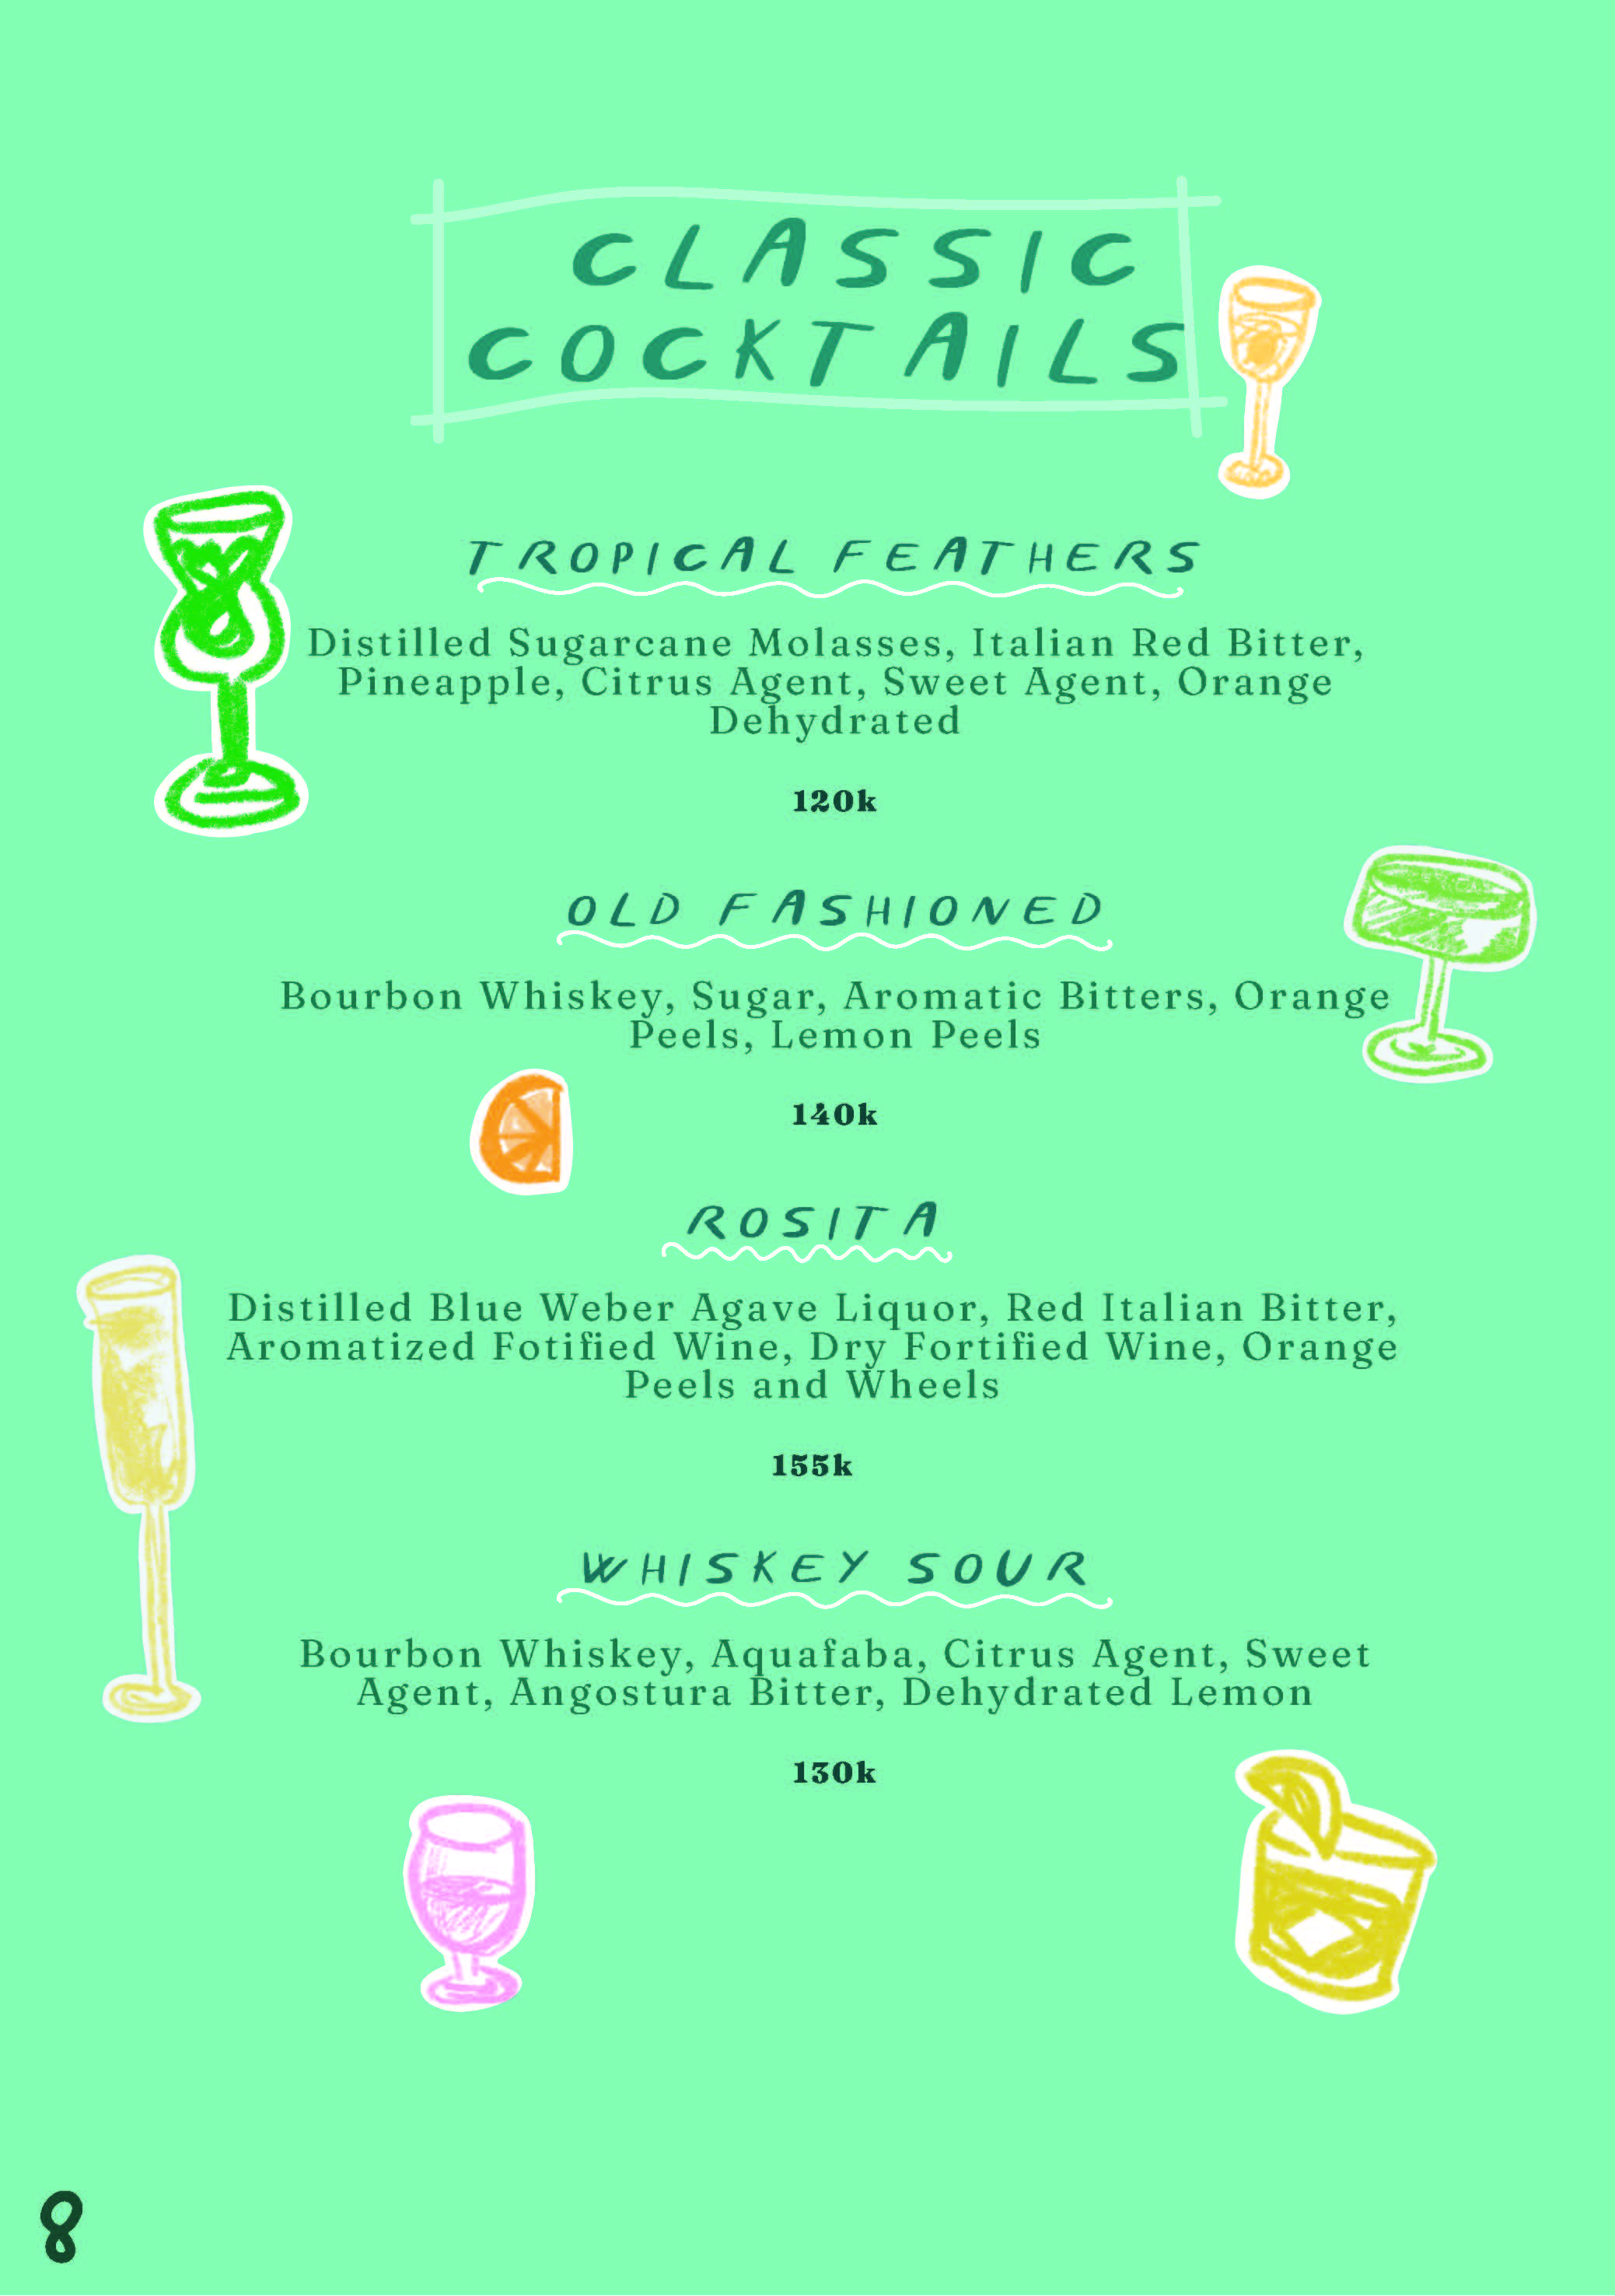 CLASSIC
COCKTAILS
TROPICAL FEATHERS
Distilled Sugarcane Molasses, Italian Red Bitter,
Pineapple, Citrus Agent, Sweet Agent, Orange
Dehydrated
120k
OLD FASHIONED
Bourbon Whiskey, Sugar, Aromatic Bitters, Orange
Peels, Lemon Peels
140k
ROSITA
Distilled Blue Weber Agave Liquor, Red Italian Bitter,
Aromatized Fotified Wine, Dry Fortified Wine, Orange
Peels and Wheels
155k
WHISKEY SOUR
Bourbon Whiskey, Aquafaba, Citrus Agent, Sweet
Agent, Angostura Bitter, Dehydrated Lemon
130k
8